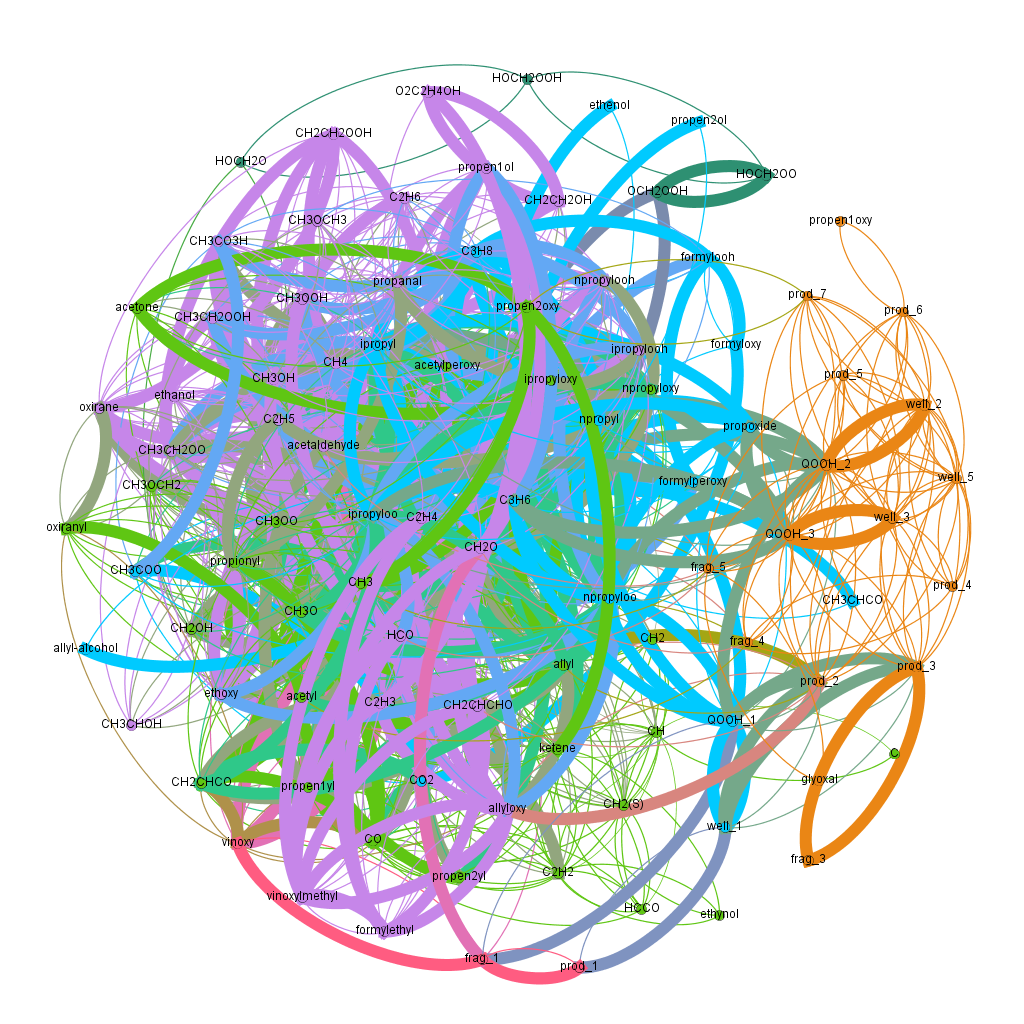 HOCH2OOH
O2C2H4OH
ethenol
propen2ol
CH2CH2OOH
HOCH2O
propen1ol
HOCH2OO
OCH2OOH
C2H6
CH2CH2OH
CH3OCH3
propen1oxy
CH3CO3H
C3H8
formylooh
propanal
npropylooh
CH3OOH
prod_7
acetone
propen2oxy
prod_6
CH3CH2OOH
ipropyl
formyloxy
ipropylooh
CH4
acetylperoxy
prod_5
CH3OH
ipropyloxy
npropyloxy
ethanol
oxirane
well_2
C2H5
npropyl
propoxide
acetaldehyde
CH3CH2OO
QOOH_2
well_5
CH3OCH2
formylperoxy
C3H6
ipropyloo
C2H4
well_3
CH3OO
oxiranyl
QOOH_3
CH2O
propionyl
frag_5
CH3COO
CH3
prod_4
npropyloo
CH3CHCO
CH3O
CH2OH
HCO
CH2
frag_4
allyl-alcohol
allyl
prod_3
prod_2
ethoxy
acetyl
C2H3
CH2CHCHO
CH3CHOH
QOOH_1
CH
ketene
C
CH2CHCO
CO2
glyoxal
propen1yl
CH2(S)
allyloxy
well_1
vinoxy
CO
frag_3
C2H2
propen2yl
vinoxylmethyl
HCCO
ethynol
formylethyl
frag_1
prod_1